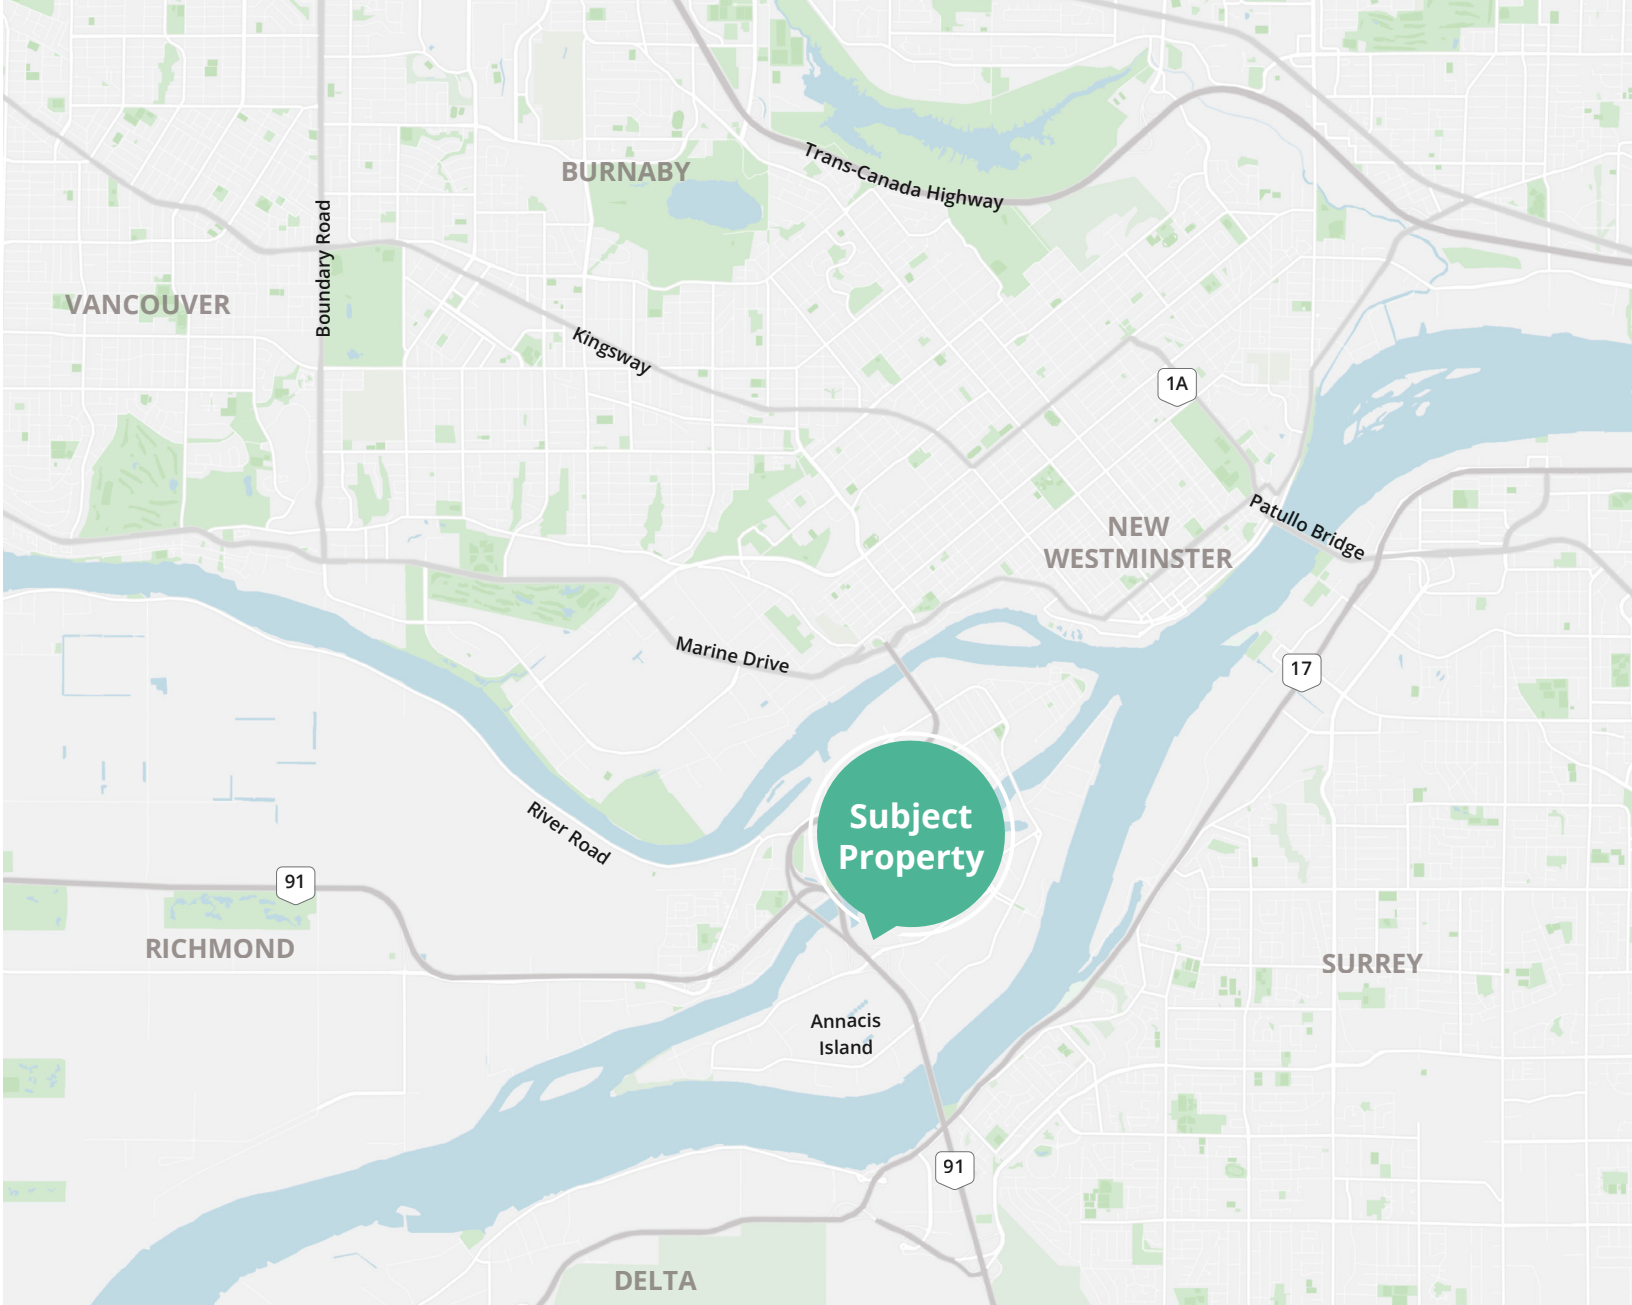 BURNABY
Trans-Canada Highway
Boundary Road
VANCOUVER
Kingsway
1A
Patullo Bridge
NEW
WESTMINSTER
Marine Drive
17
Subject
Property
River Road
91
RICHMOND
SURREY
Annacis
Island
91
DELTA